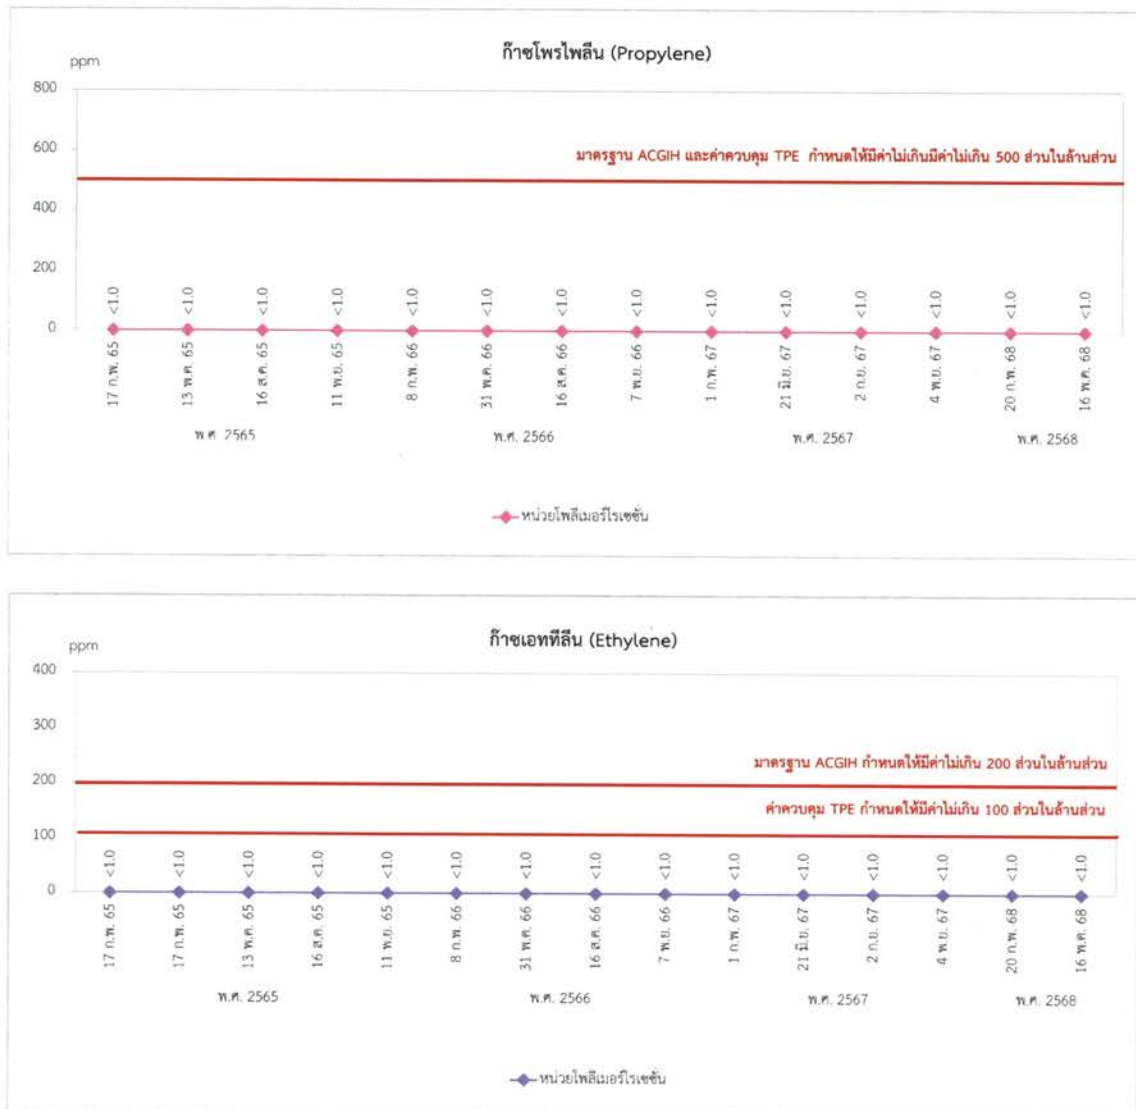 ก๊าซโพรไพลีน (Propylene)
ppm
800
600
400
200
0
มาตรฐาน ACGIH และค่าควบคุม TPE กำหนดให้มีค่าไม่เกินมีค่าไม่เกิน 500 ส่วนในล้านส่วน
<1.0 <1.0 <1.0 <1.0 <1.0 <1.0 <1.0 <1.0 <1.0 <1.0 <1.0 <1.0 <1.0 <1.0
17 ก.พ. 65 13 พ.ค. 65 16 ส.ค. 65 11 พ.ย. 65 8 ก.พ. 66 31 พ.ค. 66 16 ส.ค. 66 7 พ.ย. 66 1 ก.พ. 67 21 มิ.ย. 67 2 ก.ย. 67 4 พ.ย. 67 20 ก.พ. 68 16 พ.ค. 68
พ.ศ. 2565 พ.ศ. 2566 พ.ศ. 2567 พ.ศ. 2568
หน่วยโพลีเมอร์ไรเซชั่น
ก๊าซเอททีลีน (Ethylene)
ppm
400
300
200
100
0
มาตรฐาน ACGIH กำหนดให้มีค่าไม่เกิน 200 ส่วนในล้านส่วน
ค่าควบคุม TPE กำหนดให้มีค่าไม่เกิน 100 ส่วนในล้านส่วน
<1.0 <1.0 <1.0 <1.0 <1.0 <1.0 <1.0 <1.0 <1.0 <1.0 <1.0 <1.0 <1.0 <1.0 <1.0
17 ก.พ. 65 17 ก.พ. 65 13 พ.ค. 65 16 ส.ค. 65 11 พ.ย. 65 8 ก.พ. 66 31 พ.ค. 66 16 ส.ค. 66 7 พ.ย. 66 1 ก.พ. 67 21 มิ.ย. 67 2 ก.ย. 67 4 พ.ย. 67 20 ก.พ. 68 16 พ.ค. 68
พ.ศ. 2565 พ.ศ. 2566 พ.ศ. 2567 พ.ศ. 2568
หน่วยโพลีเมอร์ไรเซชั่น